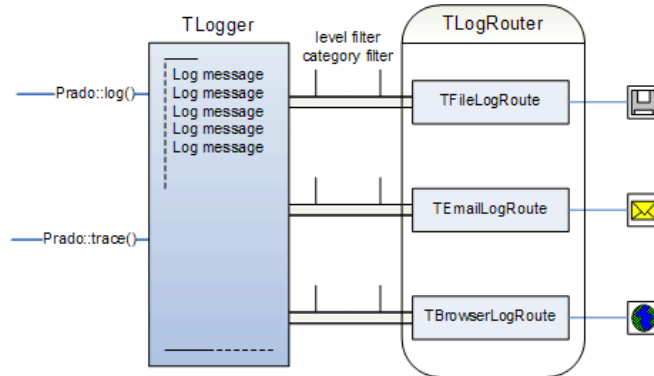 TLogger
level filter
category filter
TLogRouter
Prado::log()
Log message
Log message
Log message
Log message
Log message
TFileLogRoute
TEmailLogRoute
Prado::trace()
TBrowserLogRoute